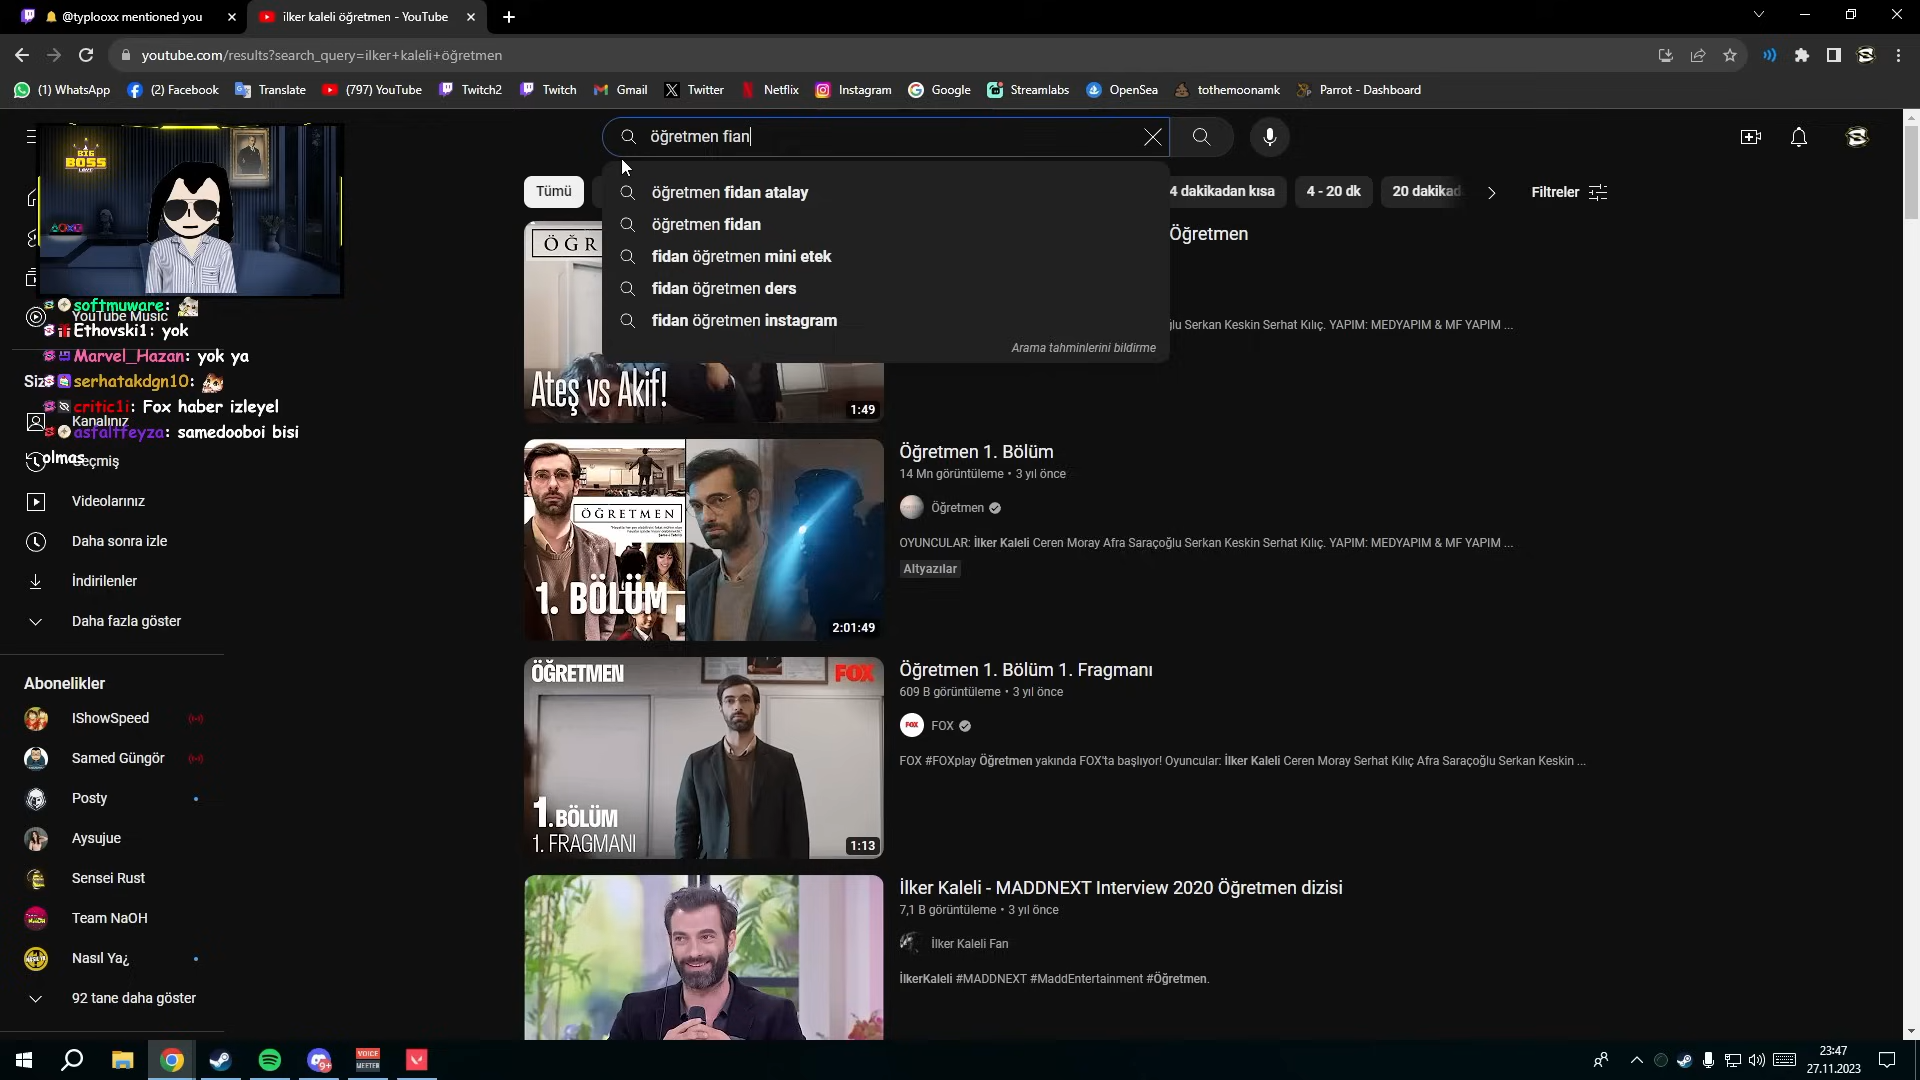 @typlooxx mentioned you
ilker kaleli öğretmen - YouTube
youtube.com/results?search_query=ilker+kaleli+öğretmen
(1) WhatsApp
(2) Facebook
Translate
(797) YouTube
Twitch2
Twitch
Gmail
Twitter
Netflix
Instagram
Google
Streamlabs
OpenSea
tothemoonamk
Parrot - Dashboard
BIG
BOSS
öğretmen fian
öğretmen fidan atalay
öğretmen fidan
fidan öğretmen mini etek
fidan öğretmen ders
fidan öğretmen instagram
Arama tahminlerini bildirme
Tümü
4 dakikadan kısa
4 - 20 dk
20 dakikad
Filtreler
softmuware:
YouTube Music
Ethovski1: yok
Marvel_Hazan: yok ya
Siz
serhatakdgn10:
critic1i: Fox haber izleyel
Kanalınız
asfaltfeyza: samedooboi bisi
olmas
Geçmiş
Videolarınız
Daha sonra izle
İndirilenler
Daha fazla göster
Abonelikler
IShowSpeed
Samed Güngör
Posty
Aysujue
Sensei Rust
Team NaOH
Nasıl Ya¿
92 tane daha göster
ÖĞR
Ateş vs Akif!
1:49
Öğretmen
lu Serkan Keskin Serhat Kılıç. YAPIM: MEDYAPIM & MF YAPIM ...
ÖĞRETMEN
1. BÖLÜM
2:01:49
Öğretmen 1. Bölüm
14 Mn görüntüleme • 3 yıl önce
Öğretmen
OYUNCULAR: İlker Kaleli Ceren Moray Afra Saraçoğlu Serkan Keskin Serhat Kılıç. YAPIM: MEDYAPIM & MF YAPIM ...
Altyazılar
ÖĞRETMEN
FOX
1.BÖLÜM
1. FRAGMANI
1:13
Öğretmen 1. Bölüm 1. Fragmanı
609 B görüntüleme • 3 yıl önce
FOX
FOX
FOX #FOXplay Öğretmen yakında FOX'ta başlıyor! Oyuncular: İlker Kaleli Ceren Moray Serhat Kılıç Afra Saraçoğlu Serkan Keskin ...
İlker Kaleli - MADDNEXT Interview 2020 Öğretmen dizisi
7,1 B görüntüleme • 3 yıl önce
İlker Kaleli Fan
İlkerKaleli #MADDNEXT #MaddEntertainment #Öğretmen.
9+
VOICE
MEETER
23:47
27.11.2023